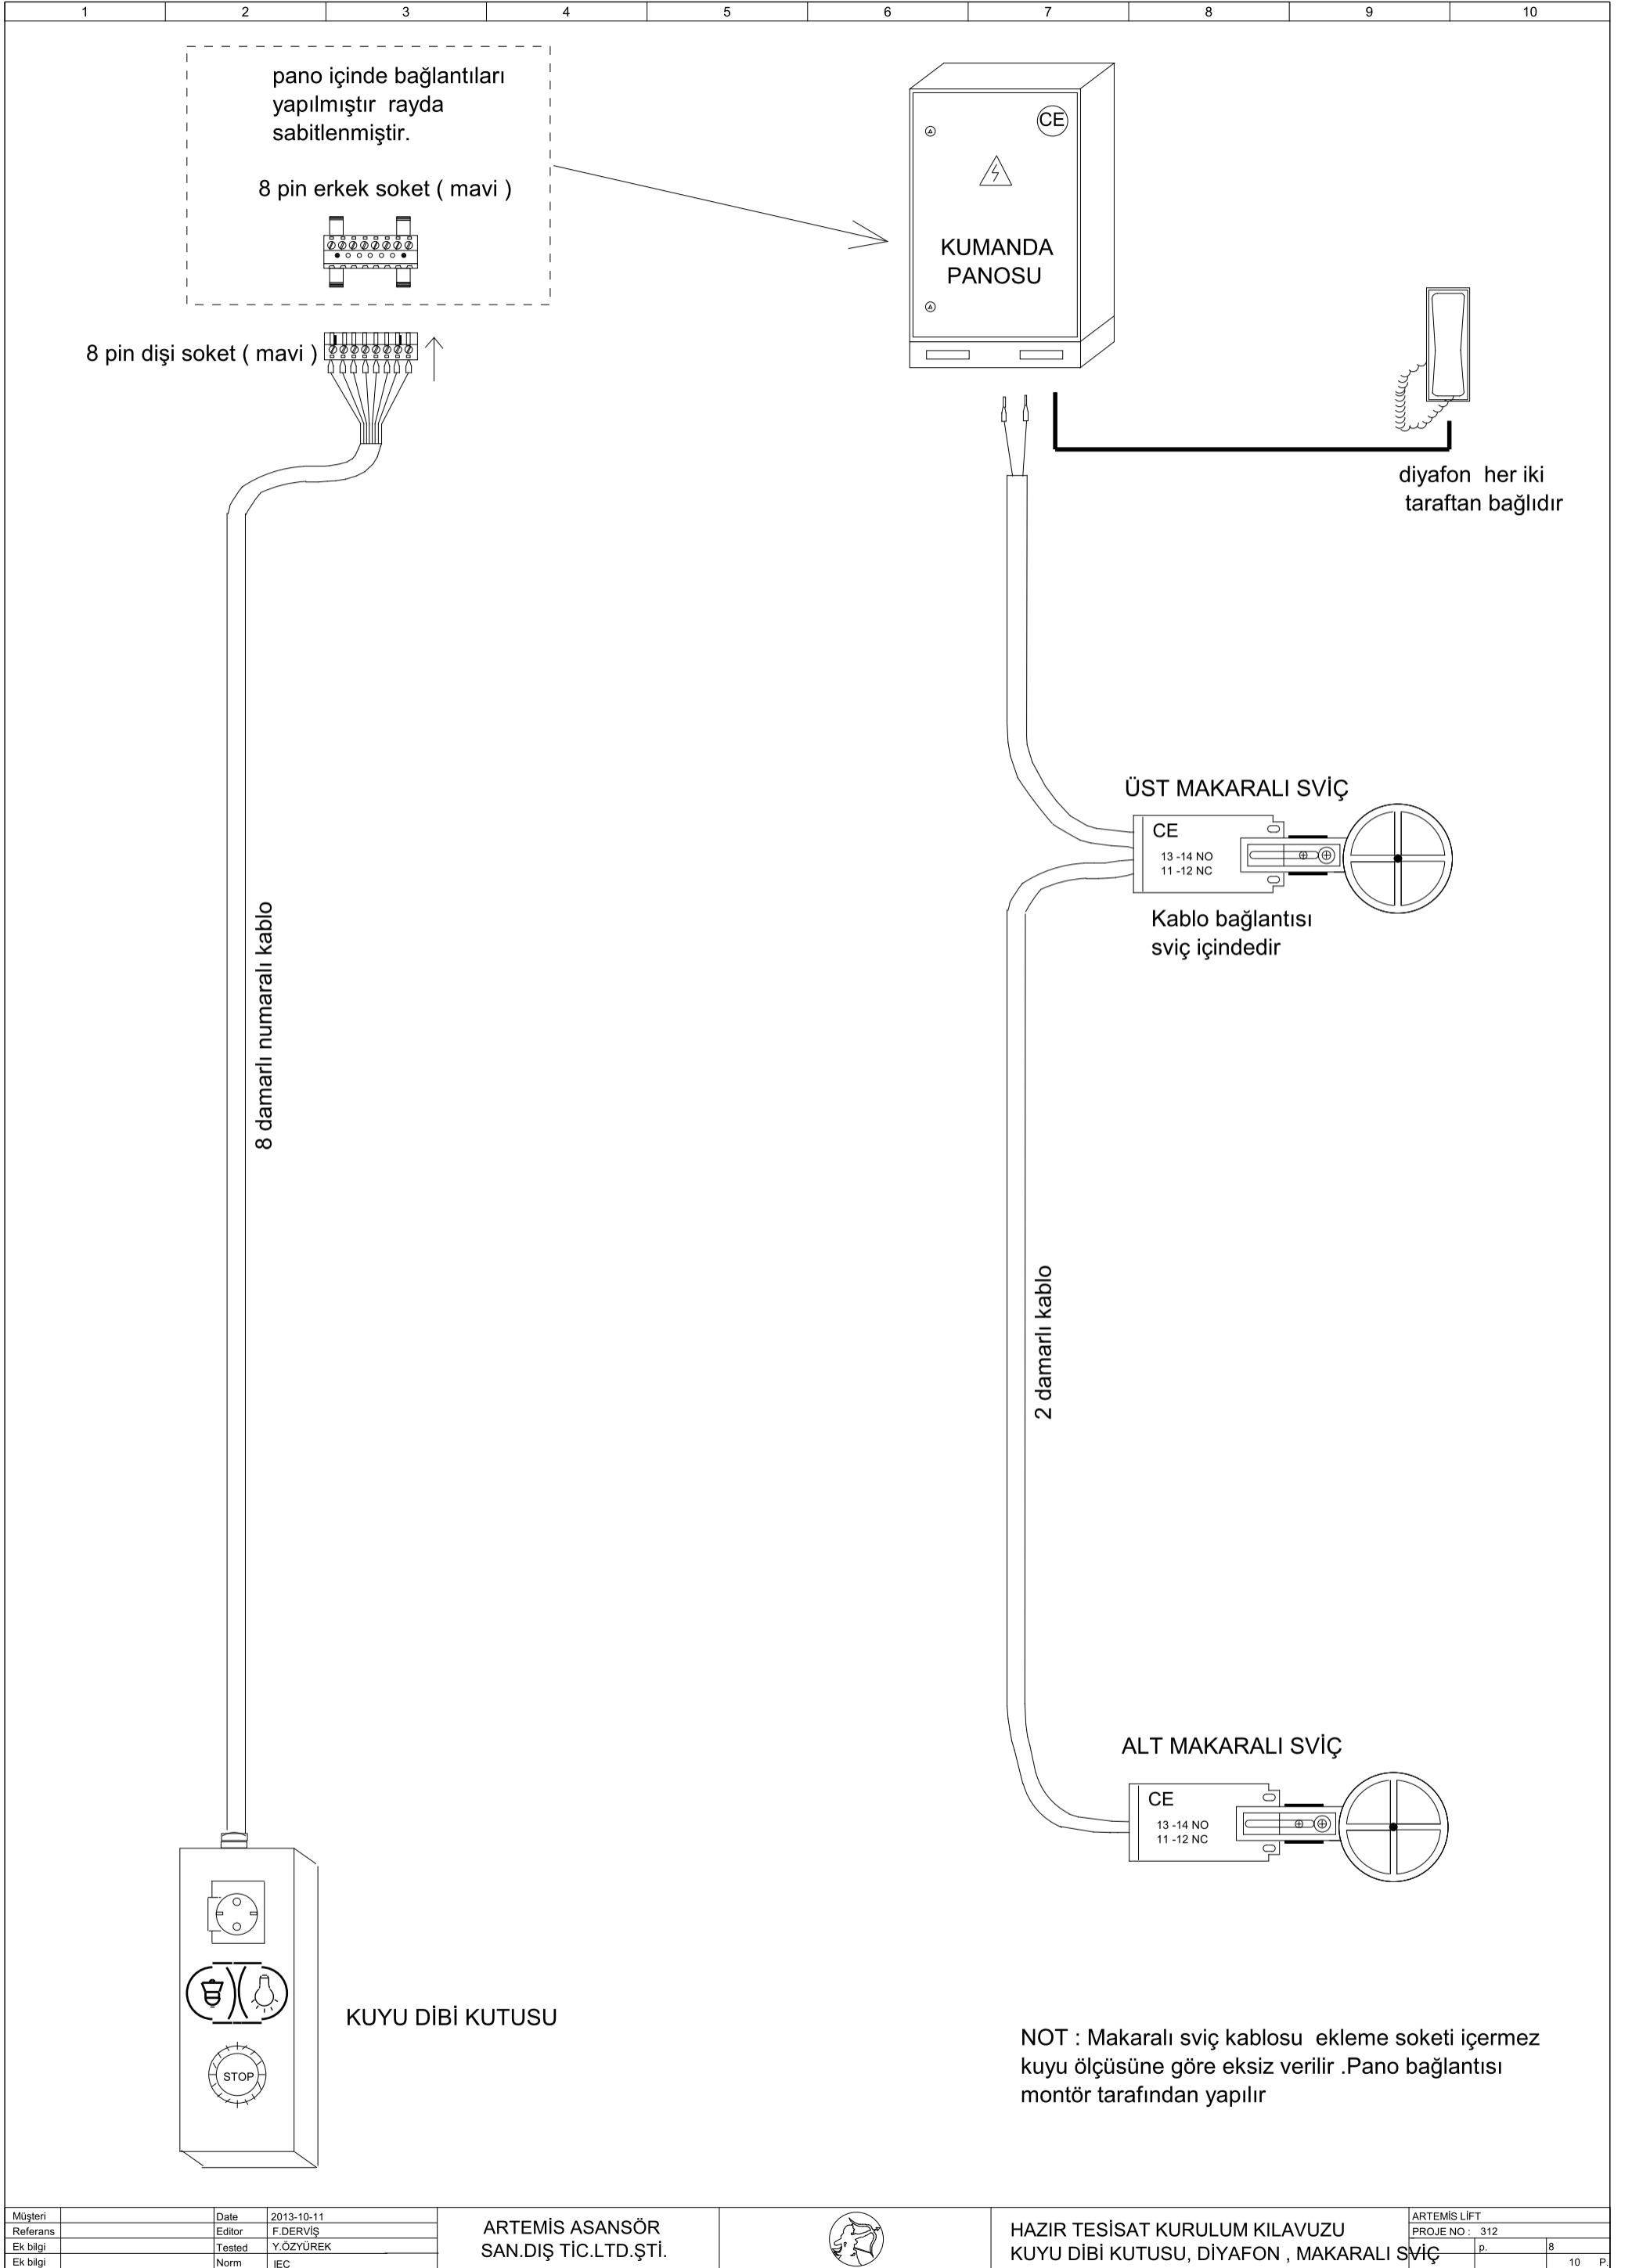 1 2 3 4 5 6 7 8 9 10
pano içinde bağlantıları
yapılmıştır rayda
sabitlenmiştir.
8 pin erkek soket ( mavi )
8 pin dişi soket ( mavi )
CE
KUMANDA
PANOSU
diyafon her iki
taraftan bağlıdır
8 damarlı numaralı kablo
ÜST MAKARALI SVİÇ
CE
13 -14 NO
11 -12 NC
Kablo bağlantısı
sviç içindedir
2 damarlı kablo
ALT MAKARALI SVİÇ
CE
13 -14 NO
11 -12 NC
STOP
KUYU DİBİ KUTUSU
NOT : Makaralı sviç kablosu ekleme soketi içermez
kuyu ölçüsüne göre eksiz verilir .Pano bağlantısı
montör tarafından yapılır
Müşteri
Referans
Ek bilgi
Ek bilgi
Date 2013-10-11
Editor F.DERVİŞ
Tested Y.ÖZYÜREK
Norm IEC
ARTEMİS ASANSÖR
SAN.DIŞ TİC.LTD.ŞTİ.
HAZIR TESİSAT KURULUM KILAVUZU
KUYU DİBİ KUTUSU, DİYAFON , MAKARALI SVİÇ
ARTEMİS LİFT
PROJE NO : 312
p. 8
10 P.